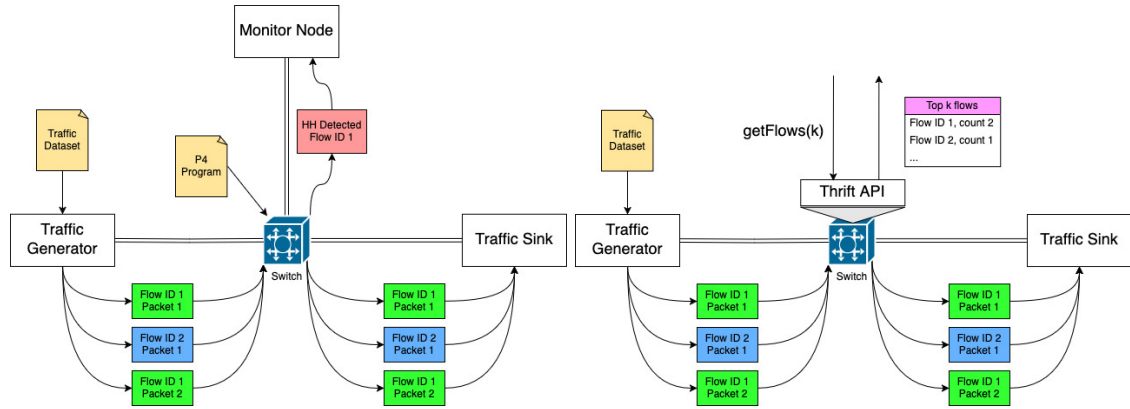 Monitor Node
Traffic
Dataset
P4
Program
HH Detected
Flow ID 1
Traffic
Generator
Switch
Traffic Sink
Flow ID 1
Packet 1
Flow ID 2
Packet 1
Flow ID 1
Packet 2
Flow ID 1
Packet 1
Flow ID 2
Packet 1
Flow ID 1
Packet 2
Traffic
Dataset
getFlows(k)
Top k flows
Flow ID 1, count 2
Flow ID 2, count 1
...
Thrift API
Traffic
Generator
Switch
Traffic Sink
Flow ID 1
Packet 1
Flow ID 2
Packet 1
Flow ID 1
Packet 2
Flow ID 1
Packet 1
Flow ID 2
Packet 1
Flow ID 1
Packet 2